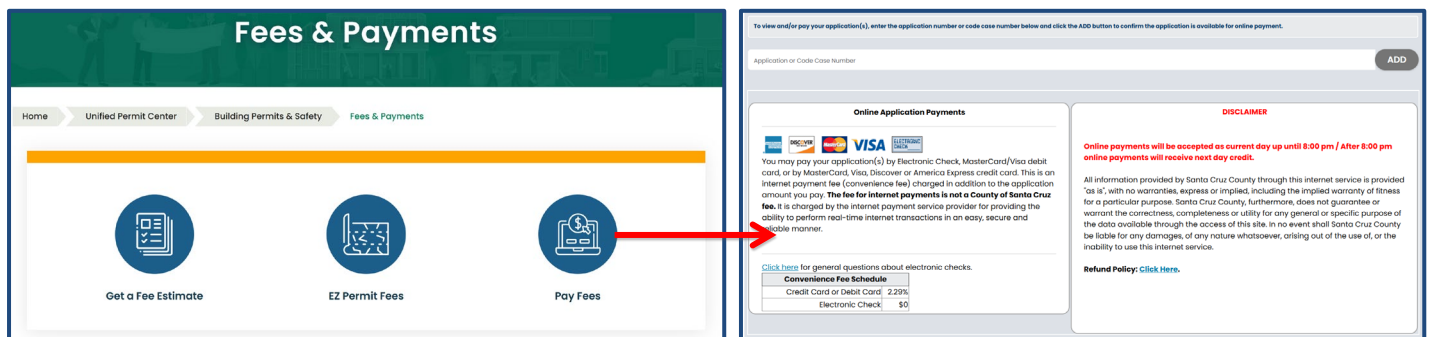 Fees & Payments
Home
Unified Permit Center
Building Permits & Safety
Fees & Payments
Get a Fee Estimate
EZ Permit Fees
Pay Fees
To view and/or pay your application(s), enter the application number or code case number below and click the ADD button to confirm the application is available for online payment.
Application or Code Case Number
ADD
Online Application Payments
DISCOVER
MasterCard
VISA
ELECTRONIC
CHECK
You may pay your application(s) by Electronic Check, MasterCard/Visa debit
card, or by MasterCard, Visa, Discover or America Express credit card. This is an
internet payment fee (convenience fee) charged in addition to the application
amount you pay. The fee for internet payments is not a County of Santa Cruz
fee. It is charged by the internet payment service provider for providing the
ability to perform real-time internet transactions in an easy, secure and
reliable manner.
Click here for general questions about electronic checks.
Convenience Fee Schedule
Credit Card or Debit Card 2.29%
Electronic Check $0
DISCLAIMER
Online payments will be accepted as current day up until 8:00 pm / After 8:00 pm
online payments will receive next day credit.
All information provided by Santa Cruz County through this internet service is provided
"as is", with no warranties, express or implied, including the implied warranty of fitness
for a particular purpose. Santa Cruz County, furthermore, does not guarantee or
warrant the correctness, completeness or utility for any general or specific purpose of
the data available through the access of this site. In no event shall Santa Cruz County
be liable for any damages, of any nature whatsoever, arising out of the use of, or the
inability to use this internet service.
Refund Policy: Click Here.